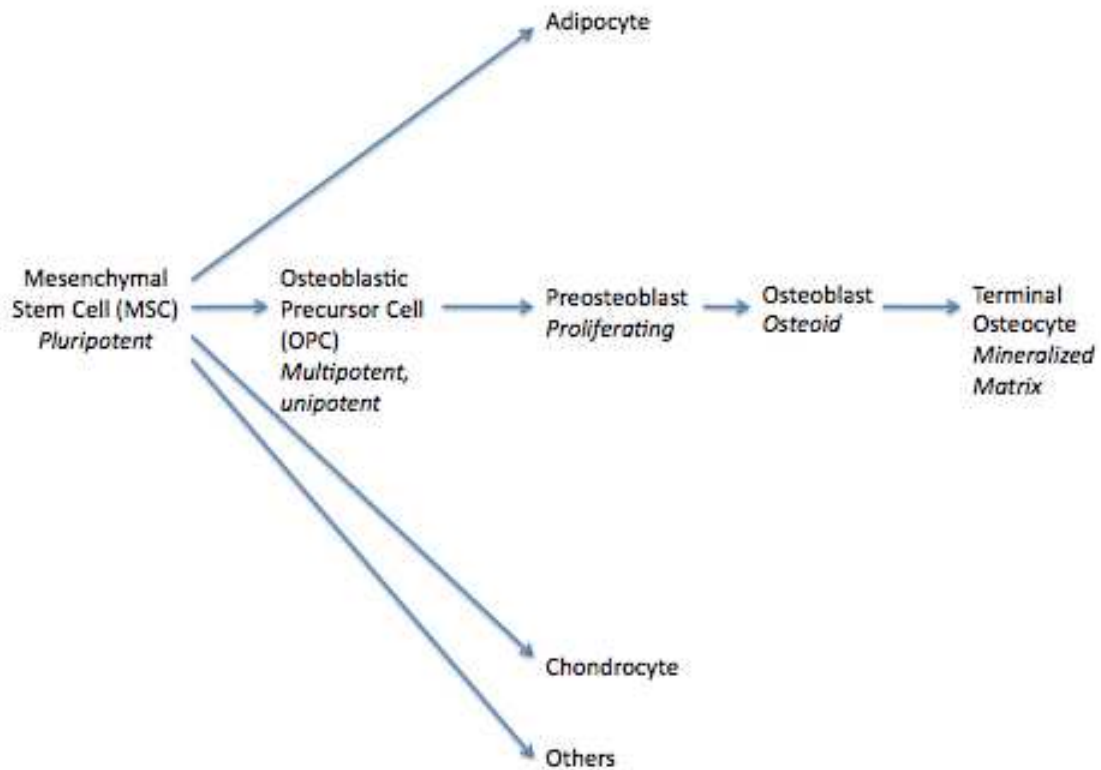 Adipocyte
Mesenchymal
Stem Cell (MSC)
Pluripotent
Osteoblastic
Precursor Cell
(OPC)
Multipotent,
unipotent
Preosteoblast
Proliferating
Osteoblast
Osteoid
Terminal
Osteocyte
Mineralized
Matrix
Chondrocyte
Others